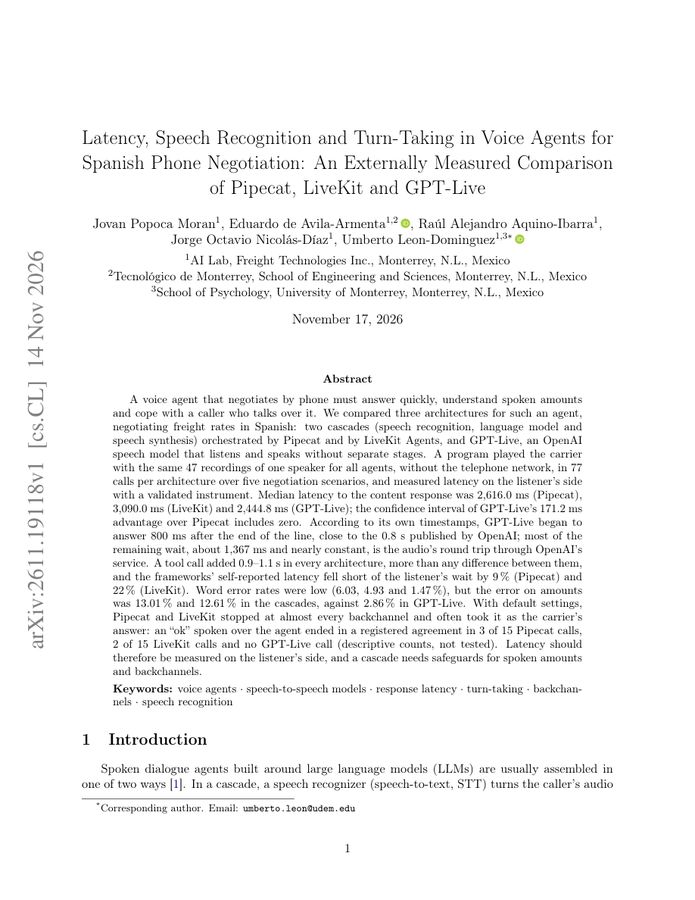 Latency, Speech Recognition and Turn-Taking in Voice Agents for
Spanish Phone Negotiation: An Externally Measured Comparison
of Pipecat, LiveKit and GPT-Live
Jovan Popoca Moran1, Eduardo de Avila-Armenta1,2, Raúl Alejandro Aquino-Ibarra1,
Jorge Octavio Nicolás-Díaz1, Umberto Leon-Dominguez1,3*
1AI Lab, Freight Technologies Inc., Monterrey, N.L., Mexico
2Tecnológico de Monterrey, School of Engineering and Sciences, Monterrey, N.L., Mexico
3School of Psychology, University of Monterrey, Monterrey, N.L., Mexico
November 17, 2026
arXiv:2611.19118v1 [cs.CL] 14 Nov 2026
Abstract
A voice agent that negotiates by phone must answer quickly, understand spoken amounts
and cope with a caller who talks over it. We compared three architectures for such an agent,
negotiating freight rates in Spanish: two cascades (speech recognition, language model and
speech synthesis) orchestrated by Pipecat and by LiveKit Agents, and GPT-Live, an OpenAI
speech model that listens and speaks without separate stages. A program played the carrier
with the same 47 recordings of one speaker for all agents, without the telephone network, in 77
calls per architecture over five negotiation scenarios, and measured latency on the listener's side
with a validated instrument. Median latency to the content response was 2,616.0 ms (Pipecat),
3,090.0 ms (LiveKit) and 2,444.8 ms (GPT-Live); the confidence interval of GPT-Live's 171.2 ms
advantage over Pipecat includes zero. According to its own timestamps, GPT-Live began to
answer 800 ms after the end of the line, close to the 0.8 s published by OpenAI; most of the
remaining wait, about 1,367 ms and nearly constant, is the audio's round trip through OpenAI's
service. A tool call added 0.9–1.1 s in every architecture, more than any difference between them,
and the frameworks' self-reported latency fell short of the listener's wait by 9 % (Pipecat) and
22 % (LiveKit). Word error rates were low (6.03, 4.93 and 1.47 %), but the error on amounts
was 13.01 % and 12.61 % in the cascades, against 2.86 % in GPT-Live. With default settings,
Pipecat and LiveKit stopped at almost every backchannel and often took it as the carrier's
answer: an “ok” spoken over the agent ended in a registered agreement in 3 of 15 Pipecat calls,
2 of 15 LiveKit calls and no GPT-Live call (descriptive counts, not tested). Latency should
therefore be measured on the listener's side, and a cascade needs safeguards for spoken amounts
and backchannels.
Keywords: voice agents · speech-to-speech models · response latency · turn-taking · backchan-
nels · speech recognition
1 Introduction
Spoken dialogue agents built around large language models (LLMs) are usually assembled in
one of two ways [1]. In a cascade, a speech recognizer (speech-to-text, STT) turns the caller's audio
*Corresponding author. Email: umberto.leon@udem.edu
1